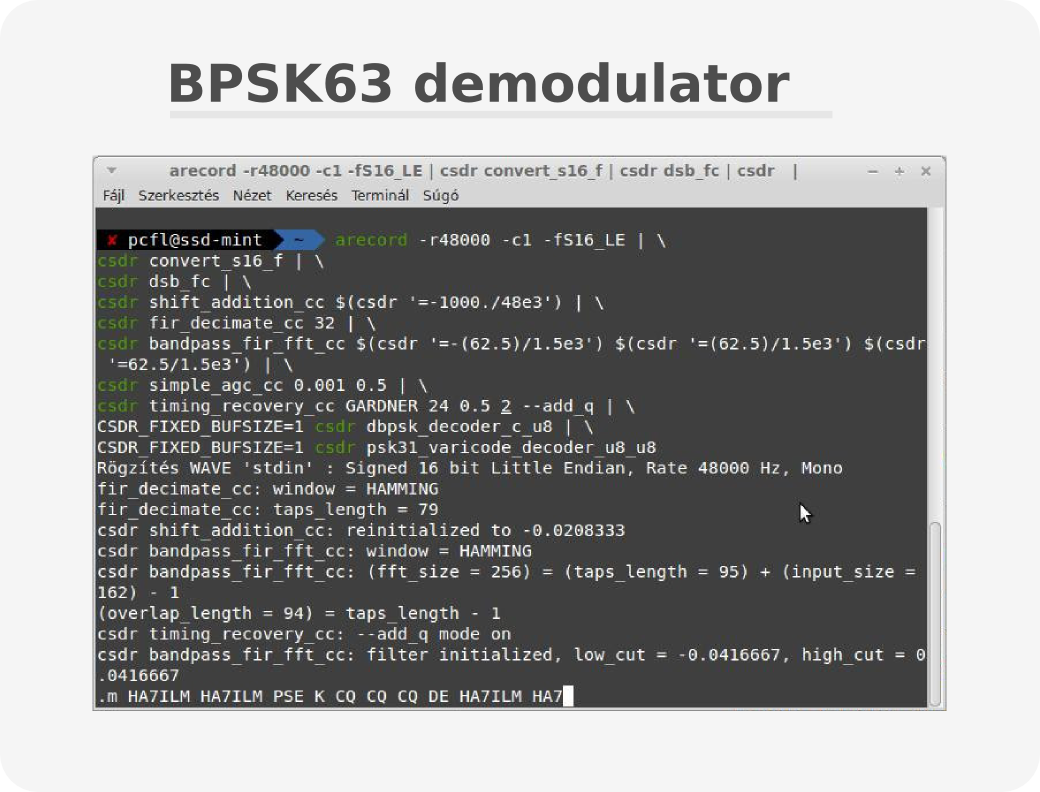 BPSK63 demodulator
arecord -r48000 -c1 -fS16_LE | csdr convert_s16_f | csdr dsb_fc | csdr |
Fájl Szerkesztés Nézet Keresés Terminál Súgó
✘ pcfl@ssd-mint ~ arecord -r48000 -c1 -fS16_LE | \
csdr convert_s16_f | \
csdr dsb_fc | \
csdr shift_addition_cc $(csdr '=-1000./48e3') | \
csdr fir_decimate_cc 32 | \
csdr bandpass_fir_fft_cc $(csdr '=-(62.5)/1.5e3') $(csdr '=(62.5)/1.5e3') $(csdr
'=62.5/1.5e3') | \
csdr simple_agc_cc 0.001 0.5 | \
csdr timing_recovery_cc GARDNER 24 0.5 2 --add_q | \
CSDR_FIXED_BUFSIZE=1 csdr dbpsk_decoder_c_u8 | \
CSDR_FIXED_BUFSIZE=1 csdr psk31_varicode_decoder_u8_u8
Rögzítés WAVE 'stdin' : Signed 16 bit Little Endian, Rate 48000 Hz, Mono
fir_decimate_cc: window = HAMMING
fir_decimate_cc: taps_length = 79
csdr shift_addition_cc: reinitialized to -0.0208333
csdr bandpass_fir_fft_cc: window = HAMMING
csdr bandpass_fir_fft_cc: (fft_size = 256) = (taps_length = 95) + (input_size =
162) - 1
(overlap_length = 94) = taps_length - 1
csdr timing_recovery_cc: --add_q mode on
csdr bandpass_fir_fft_cc: filter initialized, low_cut = -0.0416667, high_cut = 0
.0416667
.m HA7ILM HA7ILM PSE K CQ CQ CQ DE HA7ILM HA7